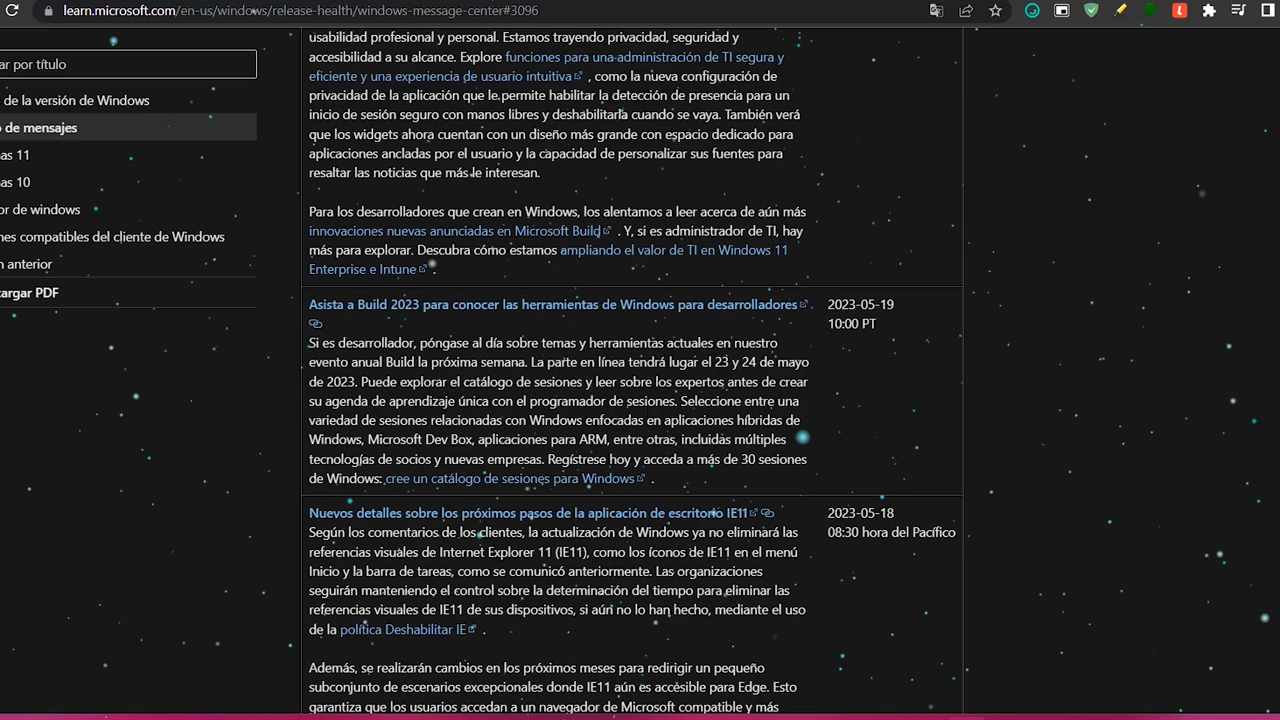 learn.microsoft.com/en-us/windows/release-health/windows-message-center#3096
ar por título
de la versión de Windows
o de mensajes
as 11
as 10
or de windows
nes compatibles del cliente de Windows
n anterior
cargar PDF
usabilidad profesional y personal. Estamos trayendo privacidad, seguridad y
accesibilidad a su alcance. Explore funciones para una administración de TI segura y
eficiente y una experiencia de usuario intuitiva , como la nueva configuración de
privacidad de la aplicación que le permite habilitar la detección de presencia para un
inicio de sesión seguro con manos libres y deshabilitarla cuando se vaya. También verá
que los widgets ahora cuentan con un diseño más grande con espacio dedicado para
aplicaciones ancladas por el usuario y la capacidad de personalizar sus fuentes para
resaltar las noticias que más le interesan.
Para los desarrolladores que crean en Windows, los alentamos a leer acerca de aún más
innovaciones nuevas anunciadas en Microsoft Build . Y, si es administrador de TI, hay
más para explorar. Descubra cómo estamos ampliando el valor de TI en Windows 11
Enterprise e Intune .
Asista a Build 2023 para conocer las herramientas de Windows para desarrolladores
2023-05-19
10:00 PT
Si es desarrollador, póngase al día sobre temas y herramientas actuales en nuestro
evento anual Build la próxima semana. La parte en línea tendrá lugar el 23 y 24 de mayo
de 2023. Puede explorar el catálogo de sesiones y leer sobre los expertos antes de crear
su agenda de aprendizaje única con el programador de sesiones. Seleccione entre una
variedad de sesiones relacionadas con Windows enfocadas en aplicaciones híbridas de
Windows, Microsoft Dev Box, aplicaciones para ARM, entre otras, incluidas múltiples
tecnologías de socios y nuevas empresas. Regístrese hoy y acceda a más de 30 sesiones
de Windows: cree un catálogo de sesiones para Windows .
Nuevos detalles sobre los próximos pasos de la aplicación de escritorio IE11
2023-05-18
08:30 hora del Pacífico
Según los comentarios de los clientes, la actualización de Windows ya no eliminará las
referencias visuales de Internet Explorer 11 (IE11), como los íconos de IE11 en el menú
Inicio y la barra de tareas, como se comunicó anteriormente. Las organizaciones
seguirán manteniendo el control sobre la determinación del tiempo para eliminar las
referencias visuales de IE11 de sus dispositivos, si aún no lo han hecho, mediante el uso
de la política Deshabilitar IE .
Además, se realizarán cambios en los próximos meses para redirigir un pequeño
subconjunto de escenarios excepcionales donde IE11 aún es accesible para Edge. Esto
garantiza que los usuarios accedan a un navegador de Microsoft compatible y más